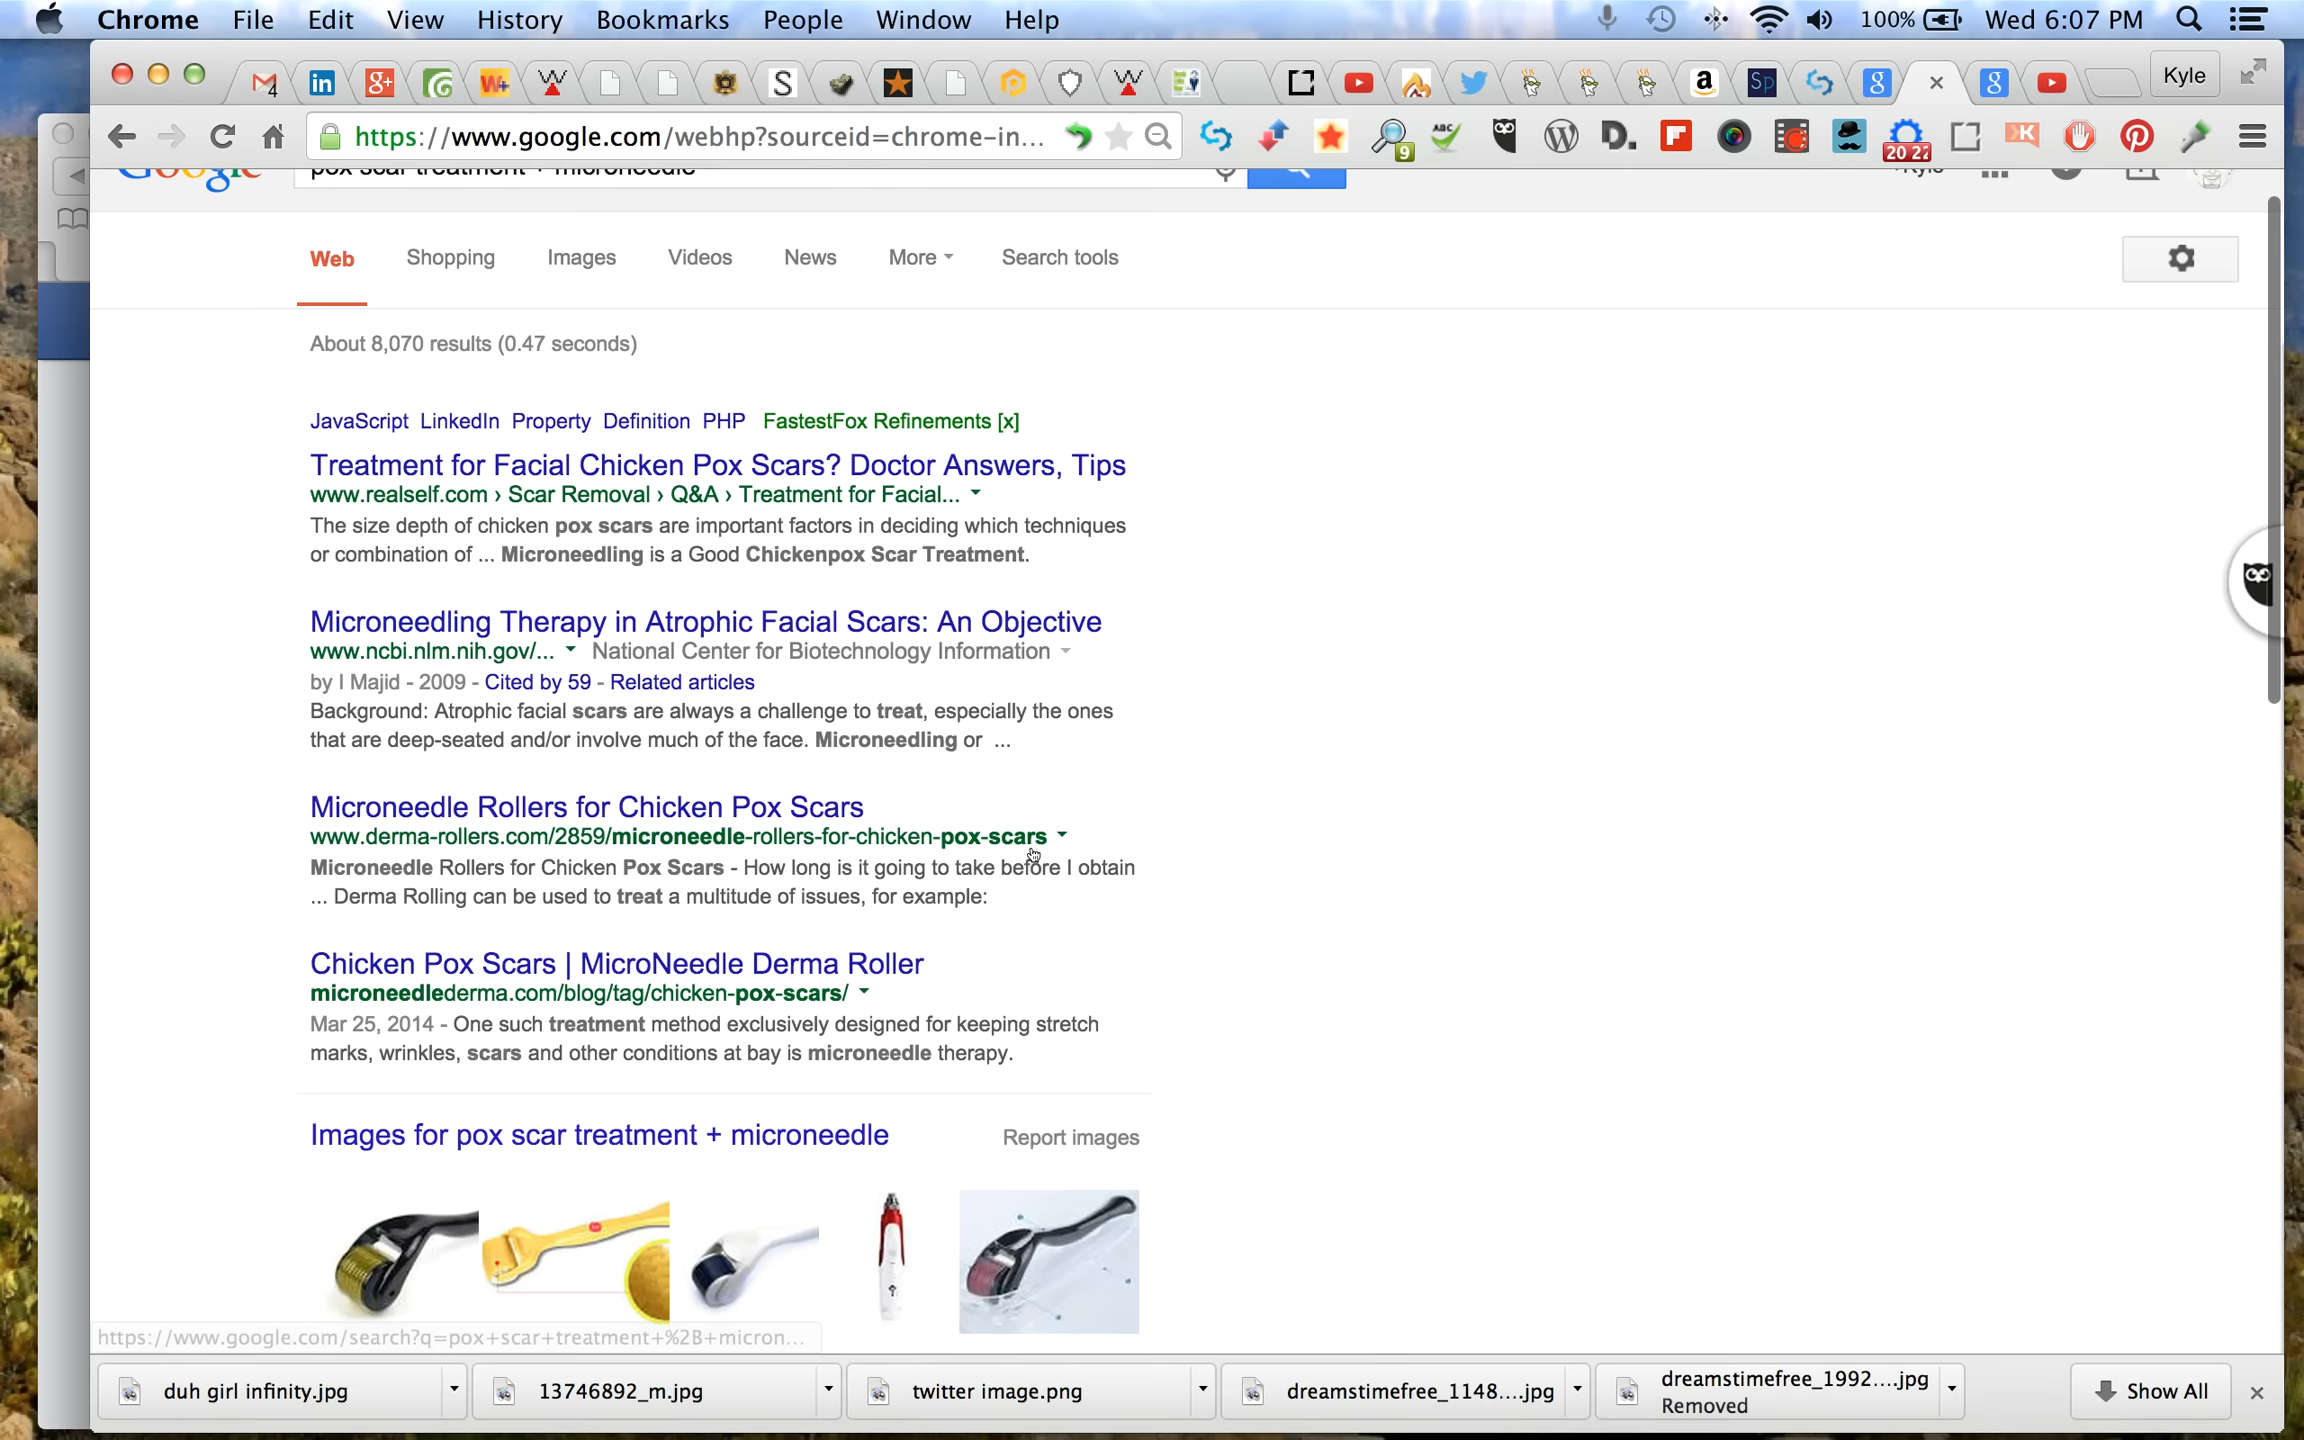 Chrome File Edit View History Bookmarks People Window Help 100% Wed 6:07 PM
4 in g+ W+ S a Sp g g Kyle
https://www.google.com/webhp?sourceid=chrome-in... 9 ABC D. 20 22 K
Google pox scar treatment + microneedle +Kyle
Web Shopping Images Videos News More Search tools
About 8,070 results (0.47 seconds)
JavaScript LinkedIn Property Definition PHP FastestFox Refinements [x]
Treatment for Facial Chicken Pox Scars? Doctor Answers, Tips
www.realself.com › Scar Removal › Q&A › Treatment for Facial...
The size depth of chicken pox scars are important factors in deciding which techniques
or combination of ... Microneedling is a Good Chickenpox Scar Treatment.
Microneedling Therapy in Atrophic Facial Scars: An Objective
www.ncbi.nlm.nih.gov/... National Center for Biotechnology Information
by I Majid - 2009 - Cited by 59 - Related articles
Background: Atrophic facial scars are always a challenge to treat, especially the ones
that are deep-seated and/or involve much of the face. Microneedling or ...
Microneedle Rollers for Chicken Pox Scars
www.derma-rollers.com/2859/microneedle-rollers-for-chicken-pox-scars
Microneedle Rollers for Chicken Pox Scars - How long is it going to take before I obtain
... Derma Rolling can be used to treat a multitude of issues, for example:
Chicken Pox Scars | MicroNeedle Derma Roller
microneedlederma.com/blog/tag/chicken-pox-scars/
Mar 25, 2014 - One such treatment method exclusively designed for keeping stretch
marks, wrinkles, scars and other conditions at bay is microneedle therapy.
Images for pox scar treatment + microneedle Report images
https://www.google.com/search?q=pox+scar+treatment+%2B+micron...
duh girl infinity.jpg 13746892_m.jpg twitter image.png dreamstimefree_1148....jpg dreamstimefree_1992....jpg Show All
Removed